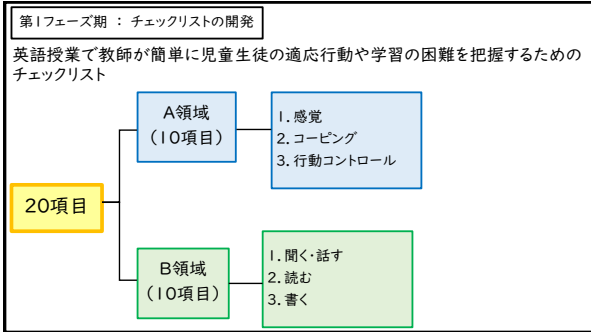 第1フェーズ期 : チェックリストの開発
英語授業で教師が簡単に児童生徒の適応行動や学習の困難を把握するための
チェックリスト
A領域
(10項目)
1. 感覚
2. コーピング
3. 行動コントロール
20項目
B領域
(10項目)
1. 聞く・話す
2. 読む
3. 書く